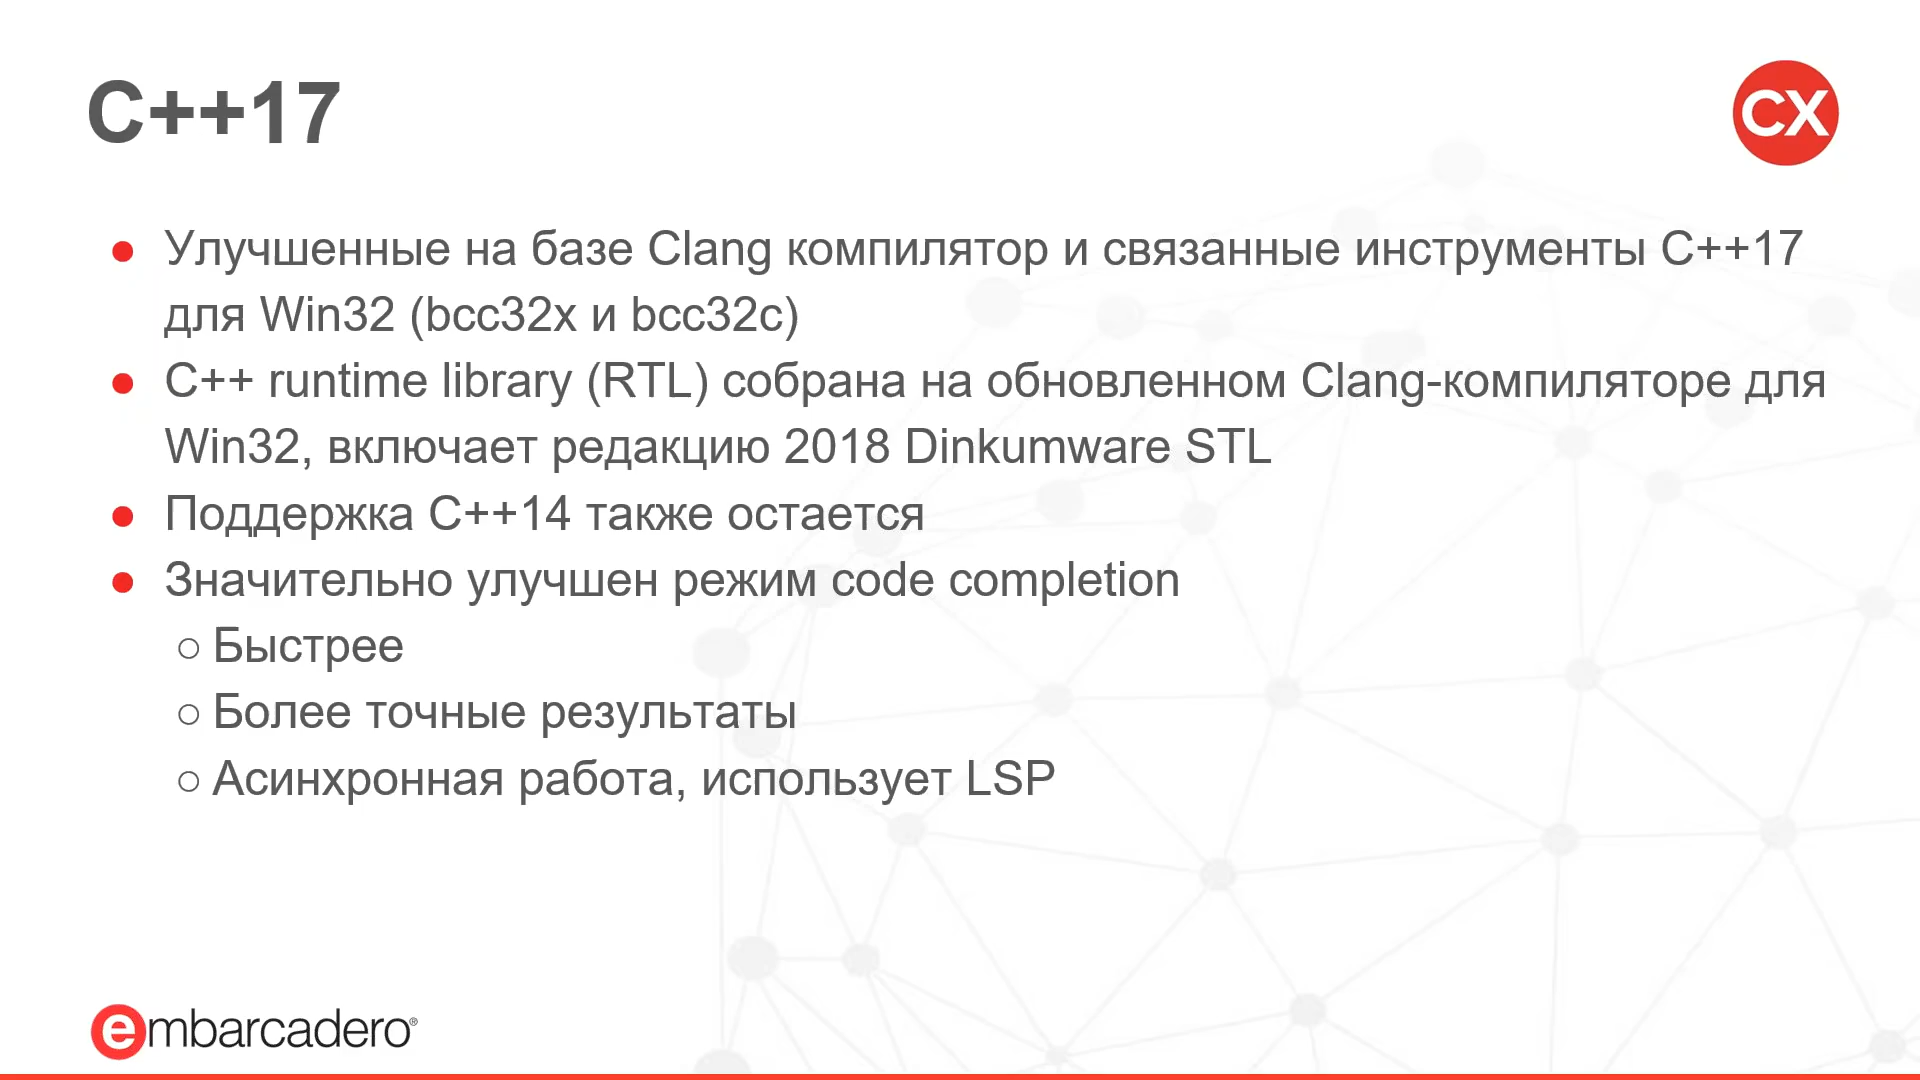 C++17
CX
● Улучшенные на базе Clang компилятор и связанные инструменты C++17
для Win32 (bcc32x и bcc32c)
● C++ runtime library (RTL) собрана на обновленном Clang-компиляторе для
Win32, включает редакцию 2018 Dinkumware STL
● Поддержка C++14 также остается
● Значительно улучшен режим code completion
○ Быстрее
○ Более точные результаты
○ Асинхронная работа, использует LSP
embarcadero®